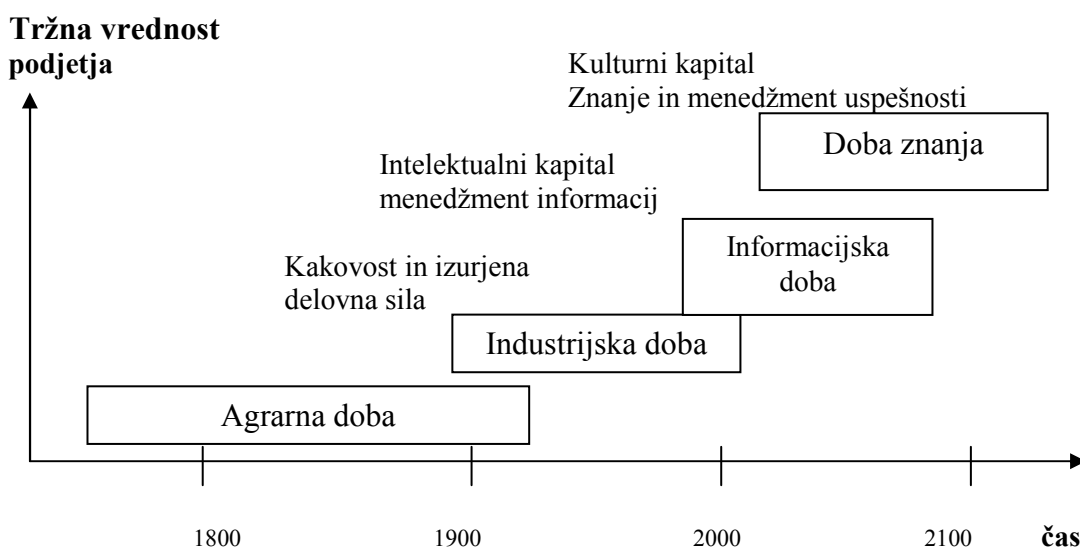 Tržna vrednost
podjetja
Kulturni kapital
Znanje in menedžment uspešnosti
Doba znanja
Intelektualni kapital
menedžment informacij
Informacijska
doba
Kakovost in izurjena
delovna sila
Industrijska doba
Agrarna doba
1800
1900
2000
2100
čas